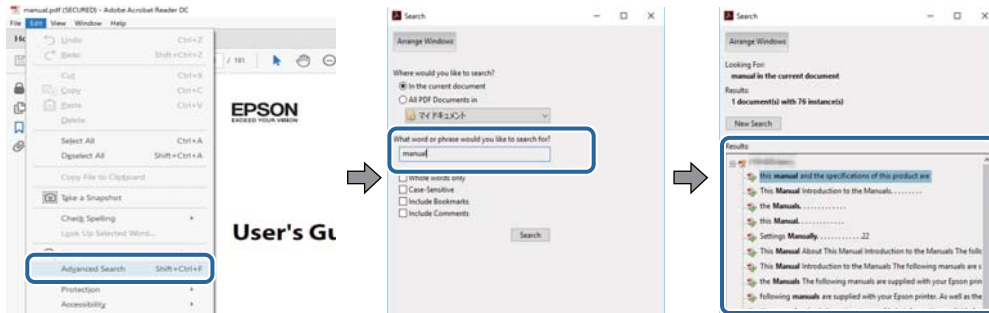 manual.pdf (SECURED) - Adobe Acrobat Reader DC
File Edit View Window Help
Undo Ctrl+Z
Redo Shift+Ctrl+Z
Cut Ctrl+X
Copy Ctrl+C
Paste Ctrl+V
Delete
Select All Ctrl+A
Deselect All Shift+Ctrl+A
Copy File to Clipboard
Take a Snapshot
Check Spelling
Look Up Selected Word...
Advanced Search Shift+Ctrl+F
Protection
Accessibility
/ 181
EPSON
EXCEED YOUR VISION
User's Gu
Search
Arrange Windows
Where would you like to search?
In the current document
All PDF Documents in
マイ ドキュメント
What word or phrase would you like to search for?
manual
Whole words only
Case-Sensitive
Include Bookmarks
Include Comments
Search
Search
Arrange Windows
Looking For:
manual in the current document
Results:
1 document(s) with 76 instance(s)
New Search
Results:
this manual and the specifications of this product are
This Manual Introduction to the Manuals.........
the Manuals.............
this Manual.............
Settings Manually............22
This Manual About This Manual Introduction to the Manuals The follo
This Manual Introduction to the Manuals The following manuals are s
the Manuals The following manuals are supplied with your Epson prin
following manuals are supplied with your Epson printer. As well as the